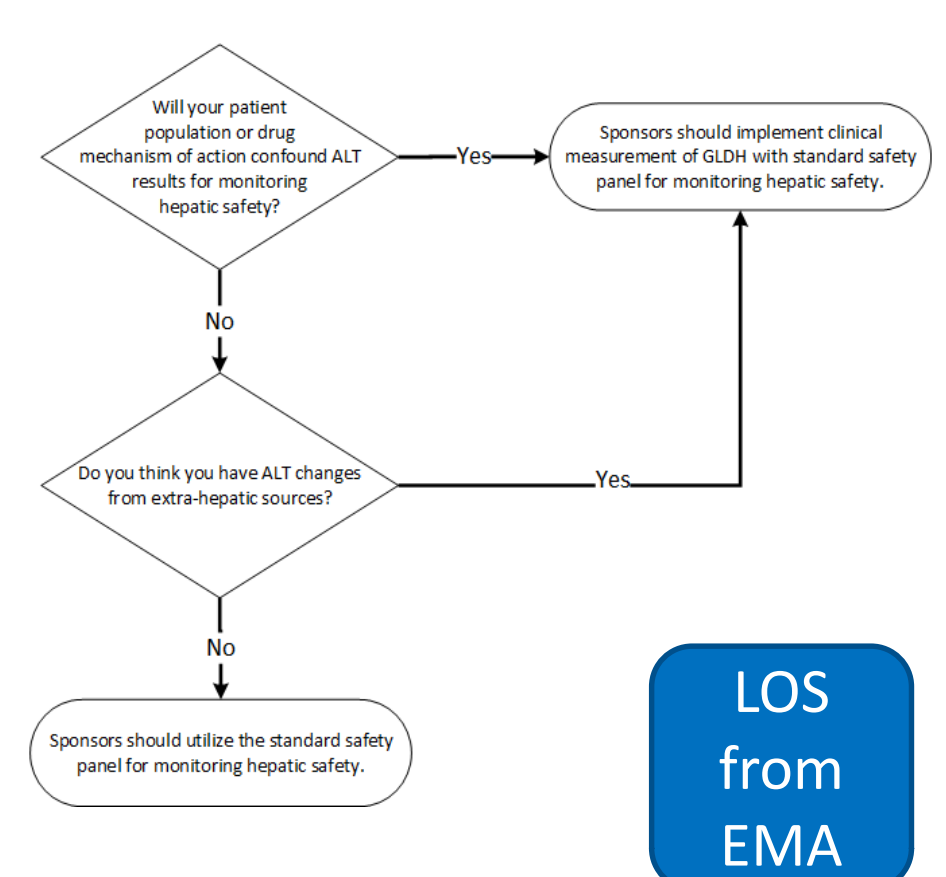 Will your patient
population or drug
mechanism of action confound ALT
results for monitoring
hepatic safety?
Yes
Sponsors should implement clinical
measurement of GLDH with standard safety
panel for monitoring hepatic safety.
No
Do you think you have ALT changes
from extra-hepatic sources?
Yes
No
Sponsors should utilize the standard safety
panel for monitoring hepatic safety.
LOS
from
EMA